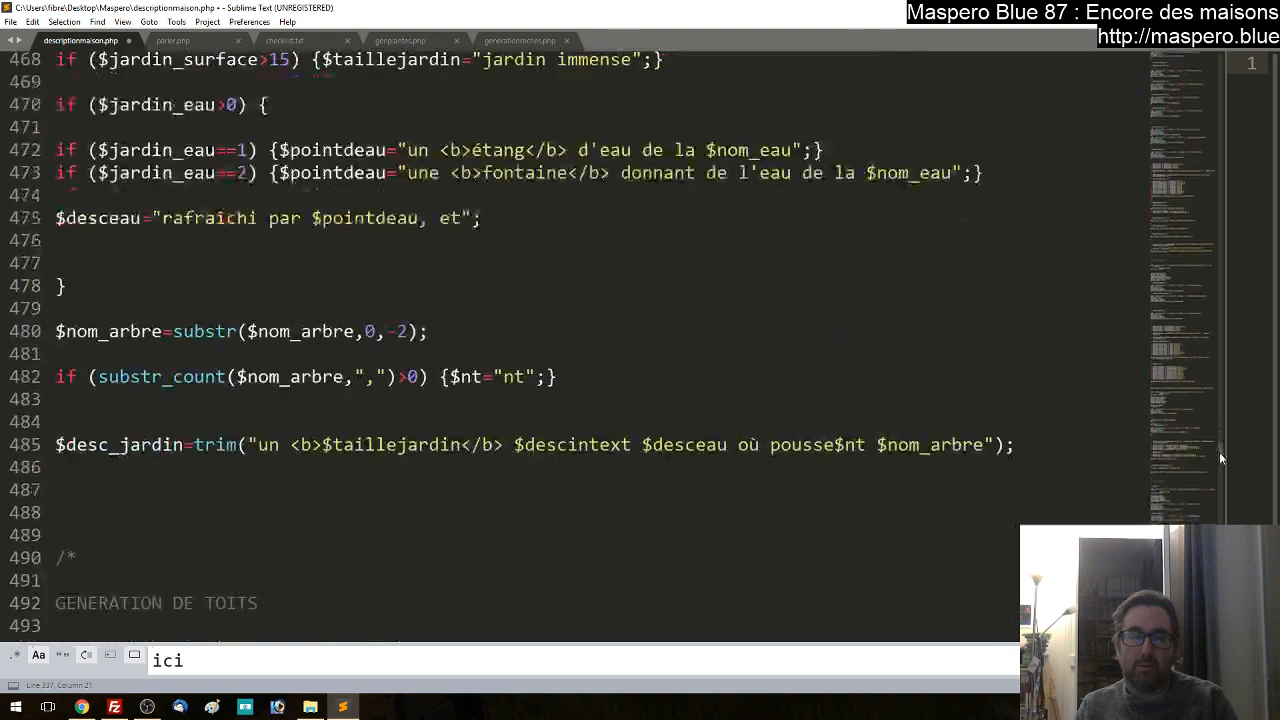 C:\Users\fibre\Desktop\Maspero\descriptionmaison.php • - Sublime Text (UNREGISTERED)
Maspero Blue 87 : Encore des maisons
http://maspero.blue
File Edit Selection Find View Goto Tools Project Preferences Help
descriptionmaison.php parler.php checklist.txt genplantes.php generationroches.php
468 if ($jardin_surface>15) {$taillejardin="jardin immense";}
469
470 if ($jardin_eau>0) {
471
472 if ($jardin_eau==1) {$pointdeau="un <b>étang</b> d'eau de la $nom_eau";}
473 if ($jardin_eau==2) {$pointdeau="une <b>fontaine</b> donnant de l'eau de la $nom_eau";}
474
475 $desceau="rafraîchi par $pointdeau, et";
476
477
478 }
479
480 $nom_arbre=substr($nom_arbre,0,-2);
481
482 if (substr_count($nom_arbre,",")>0) {$nt="nt";}
483
484
485 $desc_jardin=trim("un <b>$taillejardin</b> $descintext $desceau où pousse$nt $nom_arbre");
486
487
488
489
490 /*
491
492 GENERATION DE TOITS
493
1
Aa
ici
Line 337, Column 21